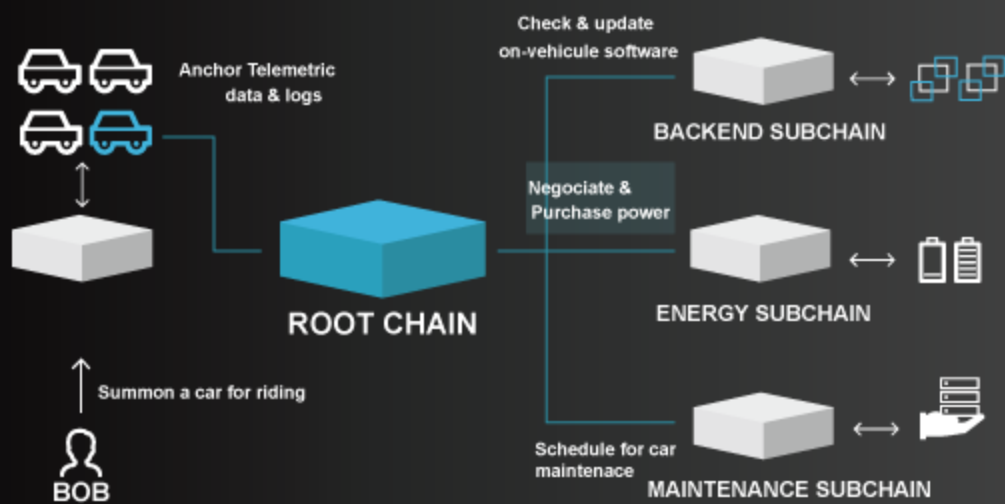 Anchor Telemetric
data & logs
Check & update
on-vehicule software
BACKEND SUBCHAIN
Negociate &
Purchase power
ROOT CHAIN
ENERGY SUBCHAIN
Summon a car for riding
BOB
Schedule for car
maintenace
MAINTENANCE SUBCHAIN